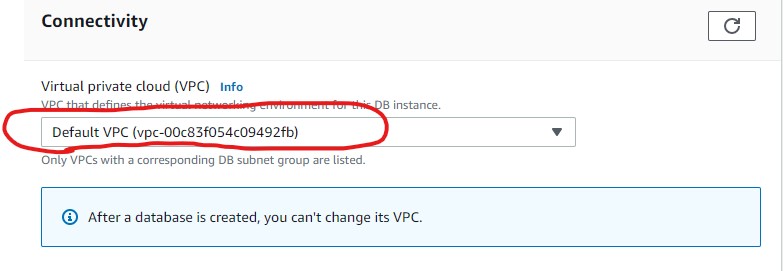 Connectivity
Virtual private cloud (VPC) Info
VPC that defines the virtual networking environment for this DB instance.
Default VPC (vpc-00c83f054c09492fb)
Only VPCs with a corresponding DB subnet group are listed.
After a database is created, you can't change its VPC.